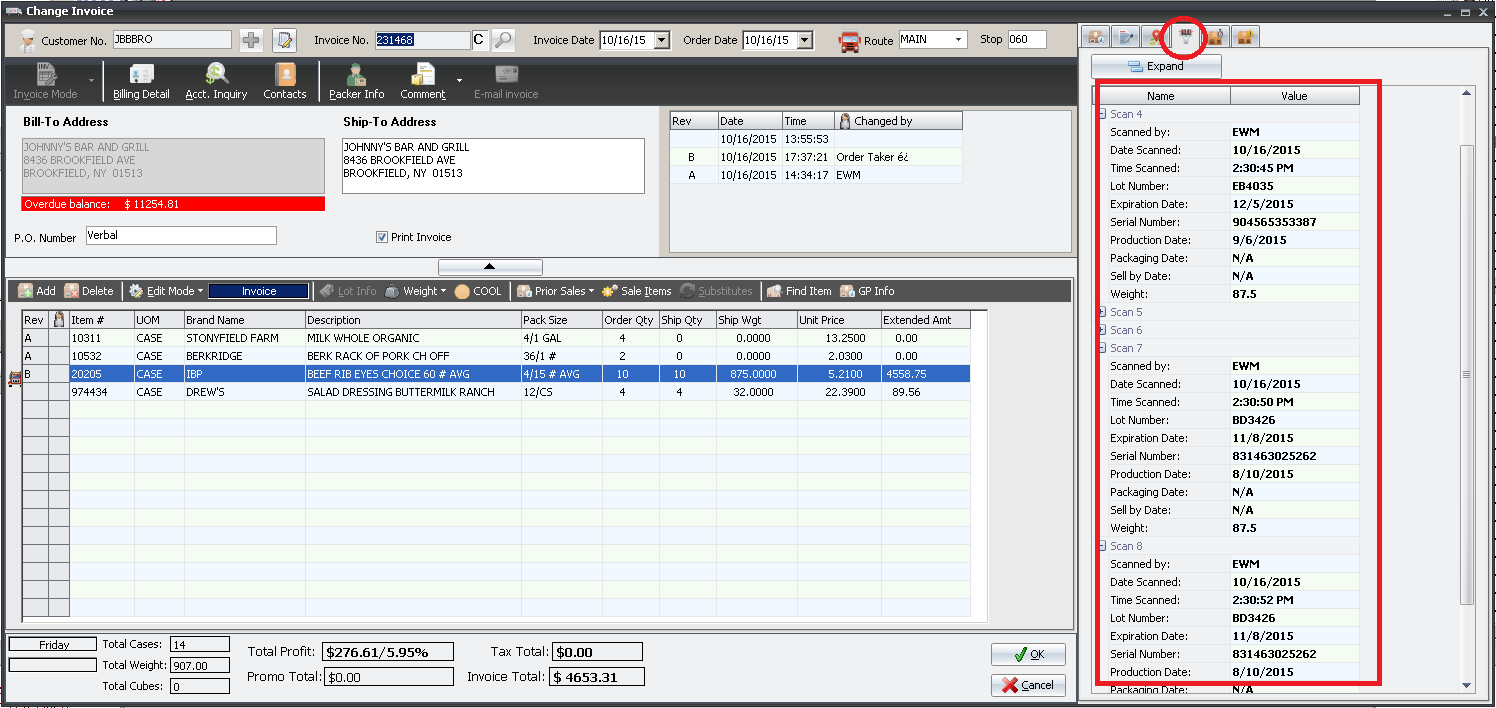 Change Invoice
Customer No. JBBBRO Invoice No. 231468 C Invoice Date 10/16/15 Order Date 10/16/15 Route MAIN Stop 060
Invoice Mode Billing Detail Acct. Inquiry Contacts Packer Info Comment E-mail invoice
Bill-To Address
JOHNNY'S BAR AND GRILL
8436 BROOKFIELD AVE
BROOKFIELD, NY 01513
Overdue balance: $ 11254.81
Ship-To Address
JOHNNY'S BAR AND GRILL
8436 BROOKFIELD AVE
BROOKFIELD, NY 01513
P.O. Number Verbal Print Invoice
Rev Date Time Changed by
10/16/2015 13:55:53
B 10/16/2015 17:37:21 Order Taker é¿
A 10/16/2015 14:34:17 EWM
Add Delete Edit Mode Invoice Lot Info Weight COOL Prior Sales Sale Items Substitutes Find Item GP Info
Rev Item # UOM Brand Name Description Pack Size Order Qty Ship Qty Ship Wgt Unit Price Extended Amt
A 10311 CASE STONYFIELD FARM MILK WHOLE ORGANIC 4/1 GAL 4 0 0.0000 13.2500 0.00
A 10532 CASE BERKRIDGE BERK RACK OF PORK CH OFF 36/1 # 2 0 0.0000 2.0300 0.00
B 20205 CASE IBP BEEF RIB EYES CHOICE 60 # AVG 4/15 # AVG 10 10 875.0000 5.2100 4558.75
974434 CASE DREW'S SALAD DRESSING BUTTERMILK RANCH 12/CS 4 4 32.0000 22.3900 89.56
Friday
Total Cases: 14
Total Weight: 907.00
Total Cubes: 0
Total Profit: $276.61/5.95%
Promo Total: $0.00
Tax Total: $0.00
Invoice Total: $ 4653.31
OK
Cancel
Expand
Name Value
Scan 4
Scanned by: EWM
Date Scanned: 10/16/2015
Time Scanned: 2:30:45 PM
Lot Number: EB4035
Expiration Date: 12/5/2015
Serial Number: 904565353387
Production Date: 9/6/2015
Packaging Date: N/A
Sell by Date: N/A
Weight: 87.5
Scan 5
Scan 6
Scan 7
Scanned by: EWM
Date Scanned: 10/16/2015
Time Scanned: 2:30:50 PM
Lot Number: BD3426
Expiration Date: 11/8/2015
Serial Number: 831463025262
Production Date: 8/10/2015
Packaging Date: N/A
Sell by Date: N/A
Weight: 87.5
Scan 8
Scanned by: EWM
Date Scanned: 10/16/2015
Time Scanned: 2:30:52 PM
Lot Number: BD3426
Expiration Date: 11/8/2015
Serial Number: 831463025262
Production Date: 8/10/2015
Packaging Date: N/A